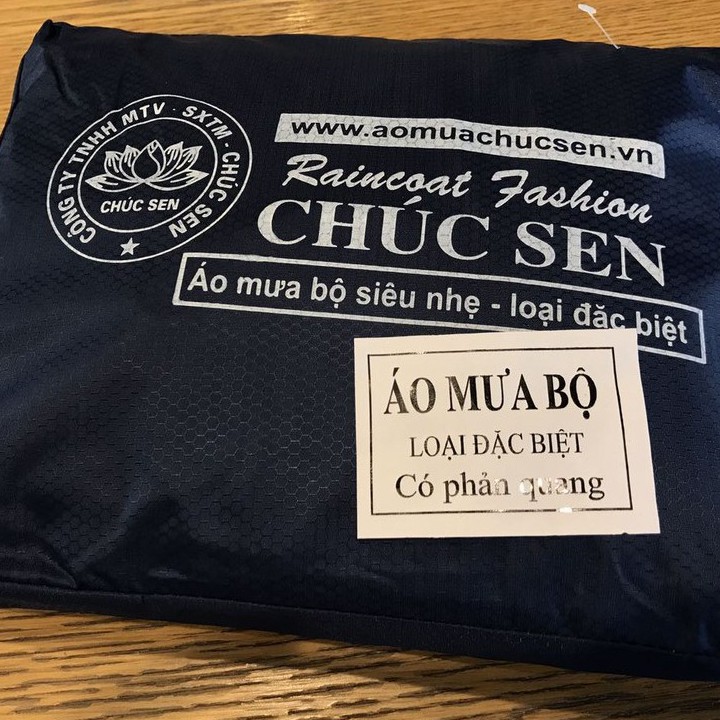 CÔNG TY TNHH MTV · SXTM - CHÚC SEN
CHÚC SEN
www.aomuachucsen.vn
Raincoat Fashion
CHÚC SEN
Áo mưa bộ siêu nhẹ - loại đặc biệt
ÁO MƯA BỘ
LOẠI ĐẶC BIỆT
Có phản quang